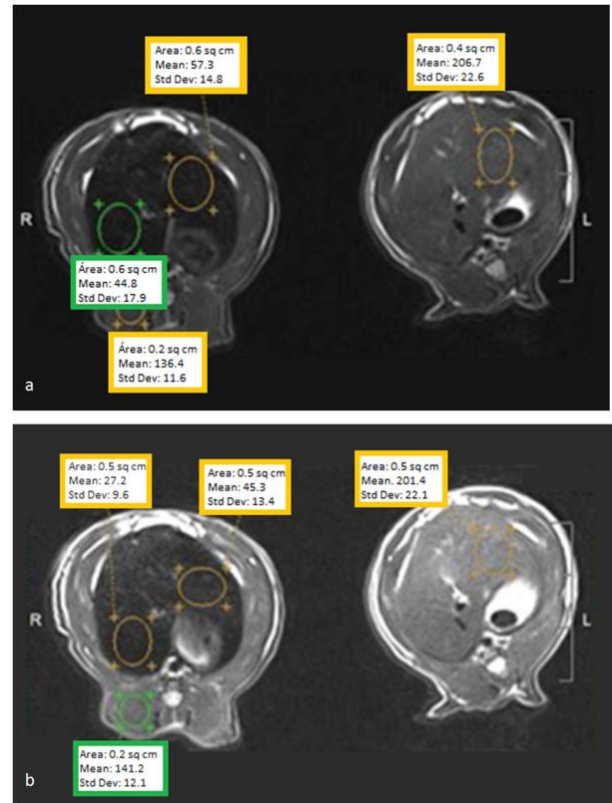 Area: 0.6 sq cm
Mean: 57.3
Std Dev: 14.8
Area: 0.4 sq cm
Mean: 206.7
Std Dev: 22.6
R
L
Área: 0.6 sq cm
Mean: 44.8
Std Dev: 17.9
Área: 0.2 sq cm
Mean: 136.4
Std Dev: 11.6
a
Area: 0.5 sq cm
Mean: 27.2
Std Dev: 9.6
Area: 0.5 sq cm
Mean: 45.3
Std Dev: 13.4
Area: 0.5 sq cm
Mean. 201.4
Std Dev: 22.1
R
L
Area: 0.2 sq cm
Mean: 141.2
Std Dev: 12.1
b